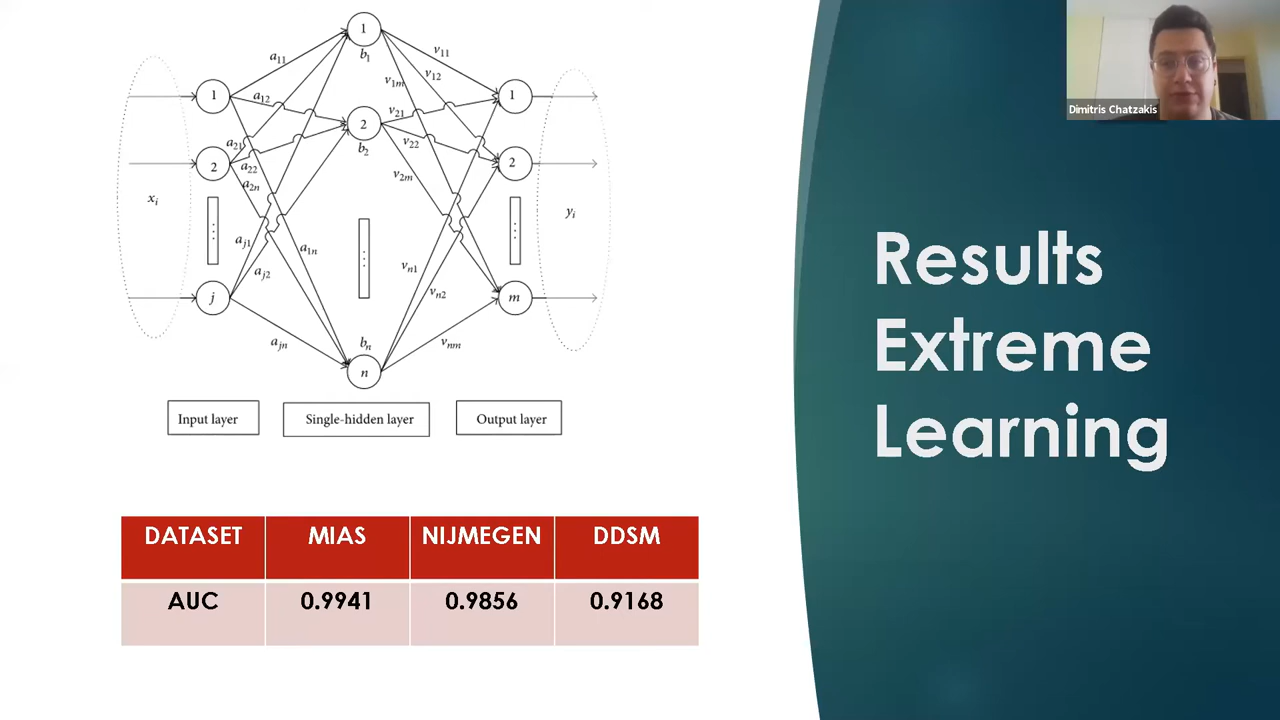 1
b1
a11
v11
v12
v1m
1
a12
1
v21
2
b2
a21
a22
a2n
2
v22
v2m
2
xi
yi
aj1
aj2
a1n
vn1
vn2
j
m
ajn
bn
n
vnm
Input layer
Single-hidden layer
Output layer
DATASET MIAS NIJMEGEN DDSM
AUC 0.9941 0.9856 0.9168
Dimitris Chatzakis
Results
Extreme
Learning